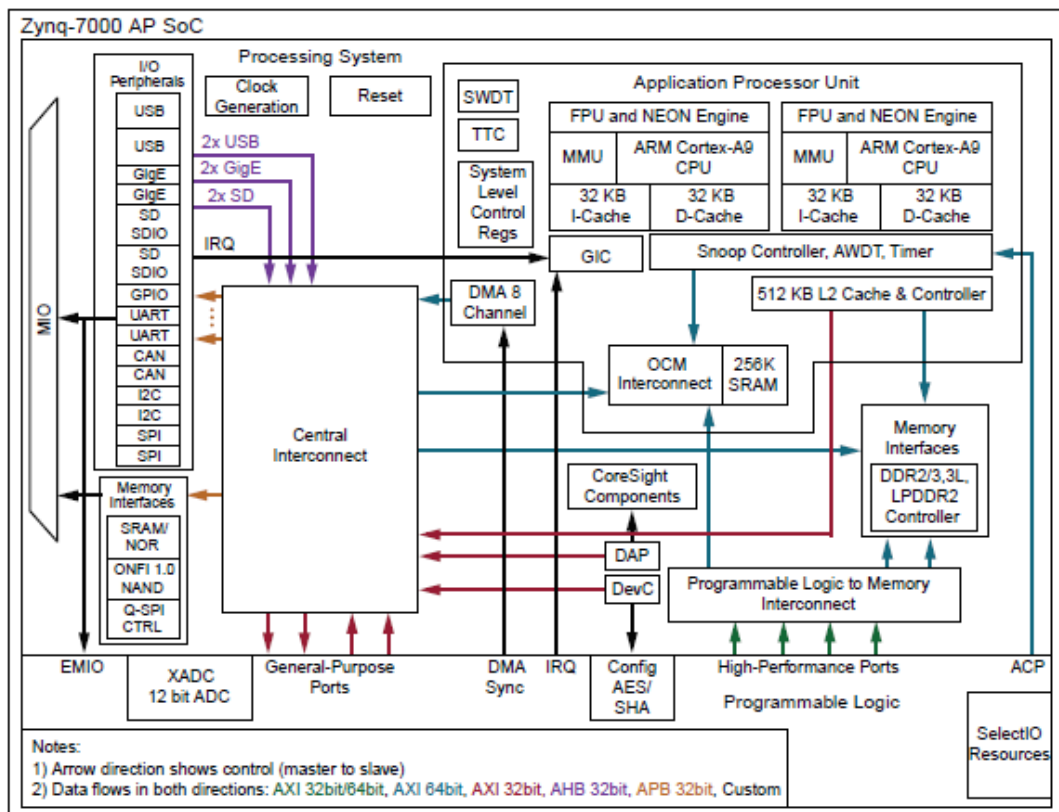 Zynq-7000 AP SoC
I/O
Peripherals
USB
USB
GigE
GigE
SD
SDIO
SD
SDIO
GPIO
UART
UART
CAN
CAN
I2C
I2C
SPI
SPI
MIO
Memory
Interfaces
SRAM/
NOR
ONFI 1.0
NAND
Q-SPI
CTRL
Processing System
Clock
Generation
Reset
2x USB
2x GigE
2x SD
IRQ
Central
Interconnect
Application Processor Unit
SWDT
TTC
System
Level
Control
Regs
FPU and NEON Engine
MMU
ARM Cortex-A9
CPU
32 KB
I-Cache
32 KB
D-Cache
FPU and NEON Engine
MMU
ARM Cortex-A9
CPU
32 KB
I-Cache
32 KB
D-Cache
GIC
Snoop Controller, AWDT, Timer
DMA 8
Channel
512 KB L2 Cache & Controller
OCM
Interconnect
256K
SRAM
Memory
Interfaces
DDR2/3,3L,
LPDDR2
Controller
CoreSight
Components
DAP
DevC
Programmable Logic to Memory
Interconnect
EMIO
XADC
12 bit ADC
General-Purpose
Ports
DMA
Sync
IRQ
Config
AES/
SHA
High-Performance Ports
ACP
Programmable Logic
SelectIO
Resources
Notes:
1) Arrow direction shows control (master to slave)
2) Data flows in both directions: AXI 32bit/64bit, AXI 64bit, AXI 32bit, AHB 32bit, APB 32bit, Custom